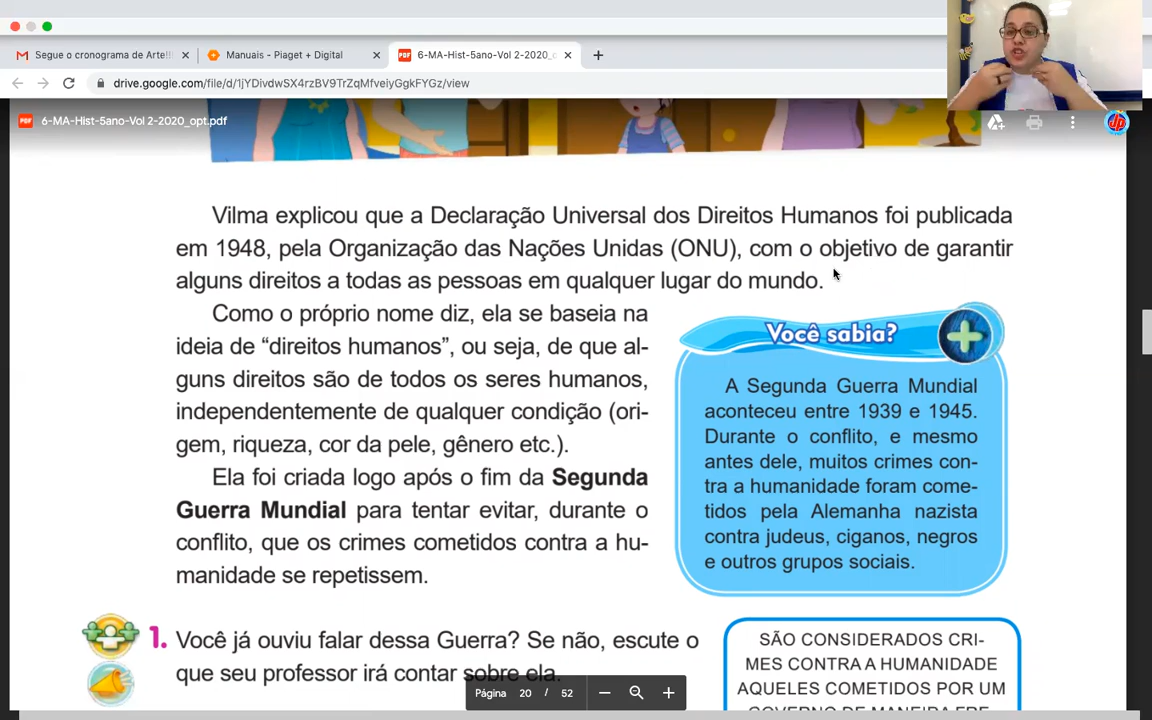 Segue o cronograma de Arte!!
Manuais - Piaget + Digital
PDF
6-MA-Hist-5ano-Vol 2-2020_o
drive.google.com/file/d/1jYDivdwSX4rzBV9TrZqMfveiyGgkFYGz/view
PDF
6-MA-Hist-5ano-Vol 2-2020_opt.pdf
Vilma explicou que a Declaração Universal dos Direitos Humanos foi publicada
em 1948, pela Organização das Nações Unidas (ONU), com o objetivo de garantir
alguns direitos a todas as pessoas em qualquer lugar do mundo.
Como o próprio nome diz, ela se baseia na
ideia de “direitos humanos”, ou seja, de que al-
guns direitos são de todos os seres humanos,
independentemente de qualquer condição (ori-
gem, riqueza, cor da pele, gênero etc.).
Ela foi criada logo após o fim da Segunda
Guerra Mundial para tentar evitar, durante o
conflito, que os crimes cometidos contra a hu-
manidade se repetissem.
Você sabia?
A Segunda Guerra Mundial
aconteceu entre 1939 e 1945.
Durante o conflito, e mesmo
antes dele, muitos crimes con-
tra a humanidade foram come-
tidos pela Alemanha nazista
contra judeus, ciganos, negros
e outros grupos sociais.
1. Você já ouviu falar dessa Guerra? Se não, escute o
que seu professor irá contar sobre ela.
SÃO CONSIDERADOS CRI-
MES CONTRA A HUMANIDADE
AQUELES COMETIDOS POR UM
GOVERNO DE MANEIRA FRE-
Página 20 / 52